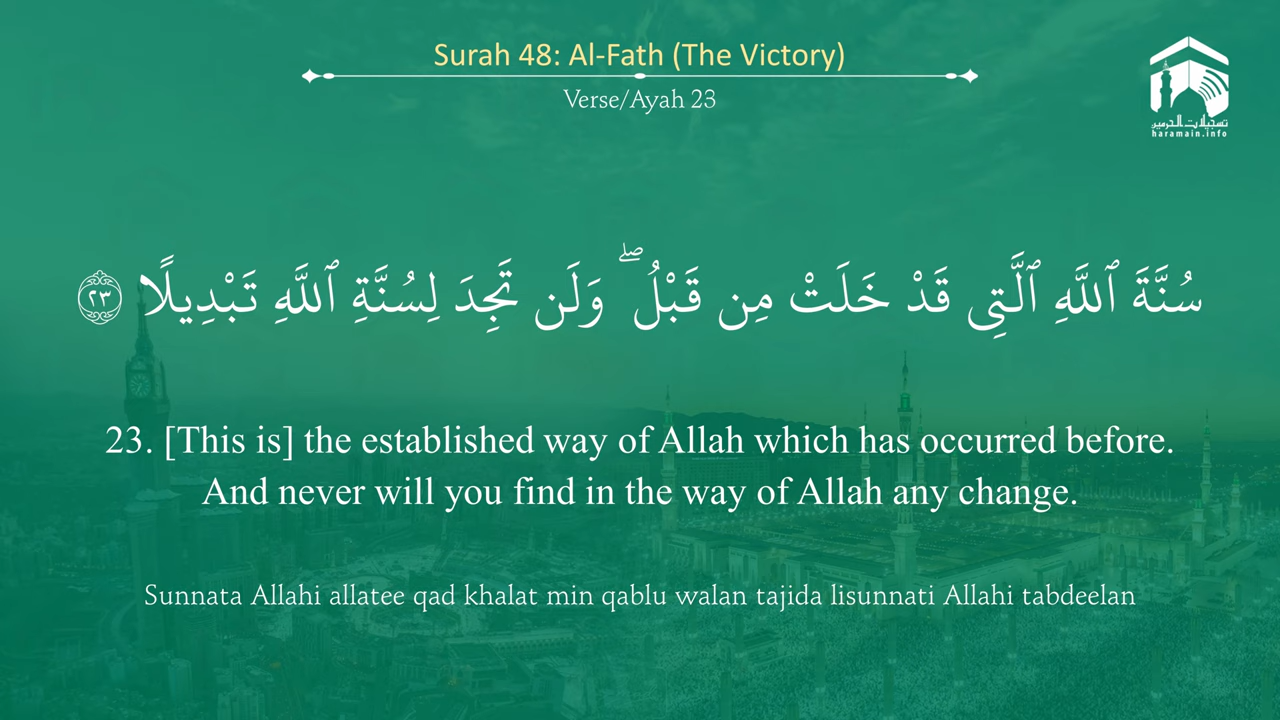 Surah 48: Al-Fath (The Victory)
Verse/Ayah 23
تسجيلات الحرمين
haramain.info
سُنَّةَ ٱللَّهِ ٱلَّتِى قَدْ خَلَتْ مِن قَبْلُ ۖ وَلَن تَجِدَ لِسُنَّةِ ٱللَّهِ تَبْدِيلًا ٢٣
23. [This is] the established way of Allah which has occurred before.
And never will you find in the way of Allah any change.
Sunnata Allahi allatee qad khalat min qablu walan tajida lisunnati Allahi tabdeelan